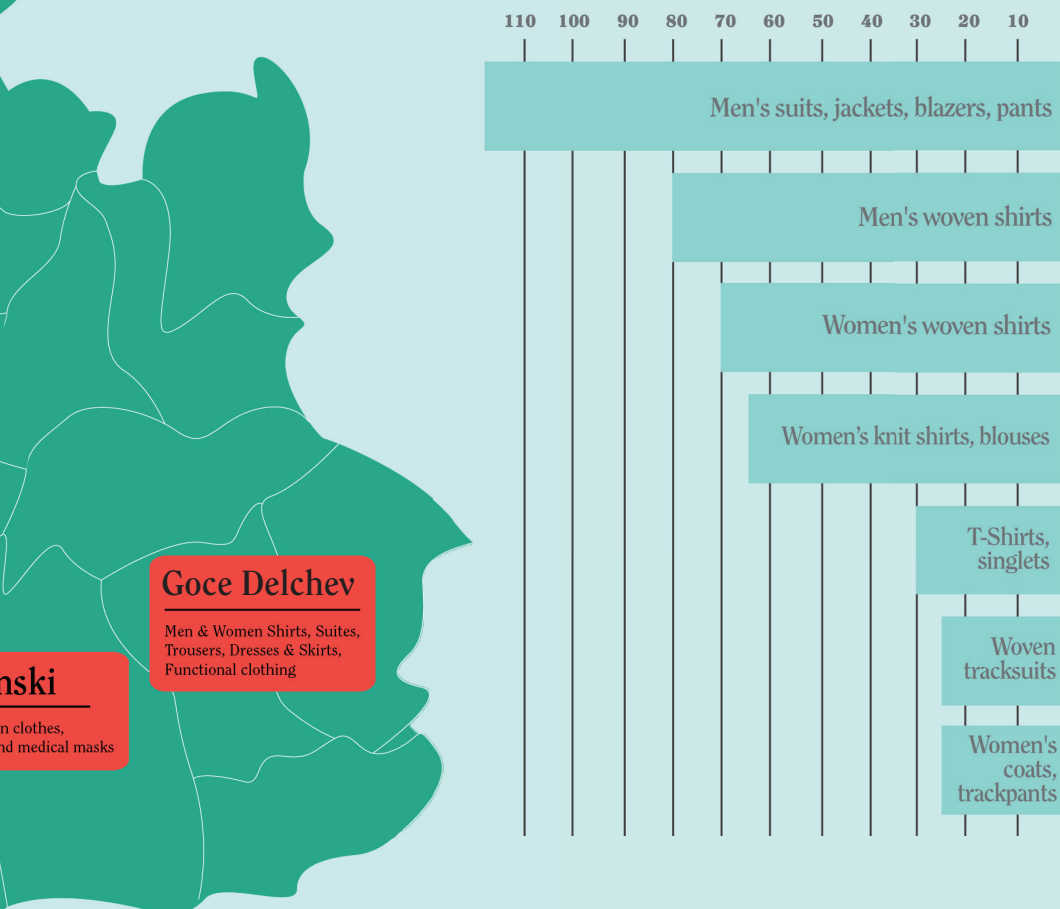 110 100 90 80 70 60 50 40 30 20 10
Men's suits, jackets, blazers, pants
Men's woven shirts
Women's woven shirts
Women’s knit shirts, blouses
T-Shirts,
singlets
Woven
tracksuits
Women's
coats,
trackpants
Goce Delchev
Men & Women Shirts, Suites,
Trousers, Dresses & Skirts,
Functional clothing
nski
n clothes,
nd medical masks